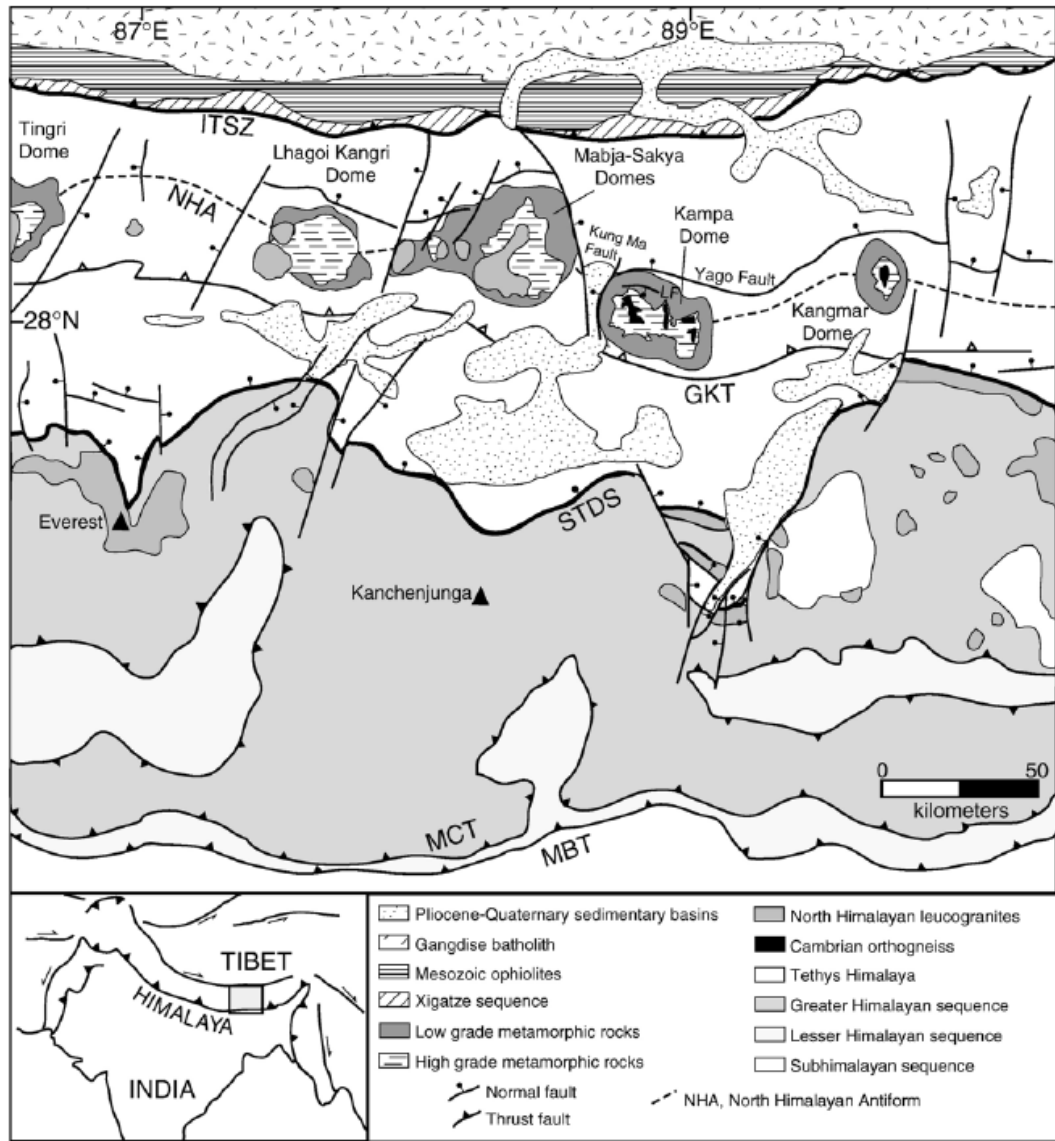 87°E
89°E
ITSZ
Tingri
Dome
Lhagoi Kangri
Dome
Mabja-Sakya
Domes
NHA
Kampa
Dome
Kung Ma
Fault
Yago Fault
LF
28°N
Kangmar
Dome
GKT
Everest
STDS
Kanchenjunga
0
50
kilometers
MCT
MBT
TIBET
HIMALAYA
INDIA
Pliocene-Quaternary sedimentary basins
Gangdise batholith
Mesozoic ophiolites
Xigatze sequence
Low grade metamorphic rocks
High grade metamorphic rocks
Normal fault
Thrust fault
North Himalayan leucogranites
Cambrian orthogneiss
Tethys Himalaya
Greater Himalayan sequence
Lesser Himalayan sequence
Subhimalayan sequence
NHA, North Himalayan Antiform